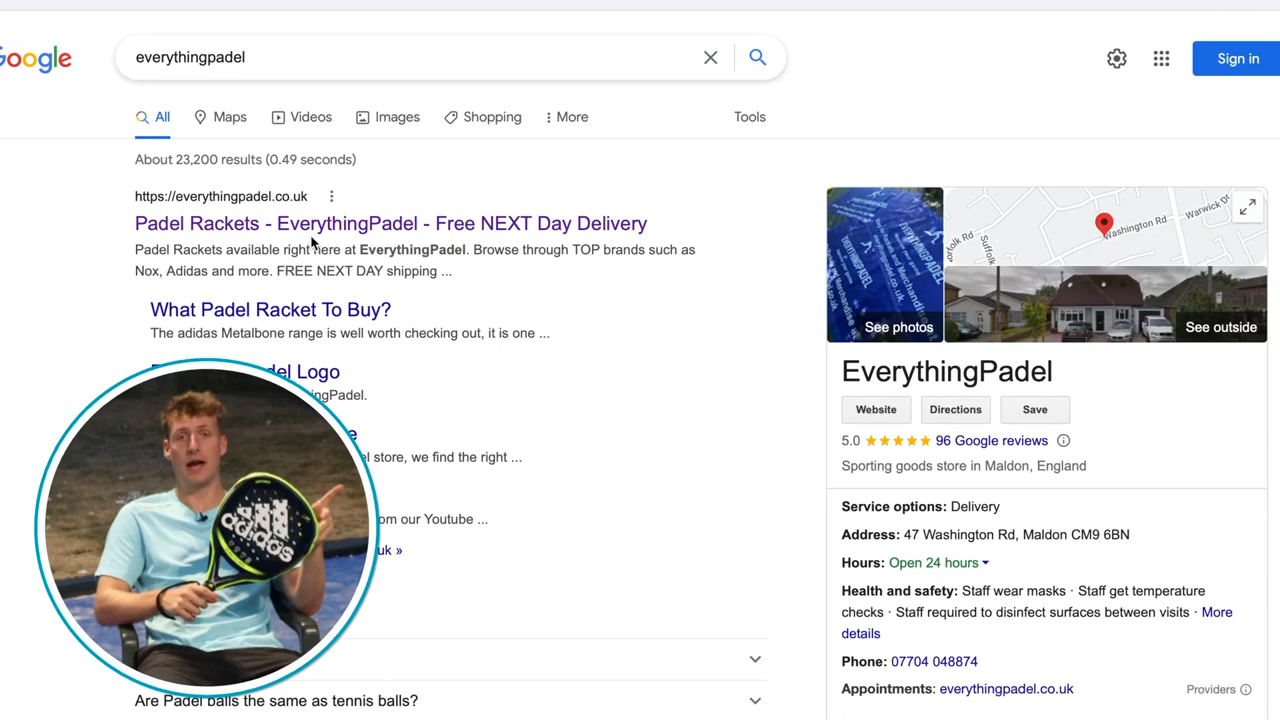 Google
everythingpadel
Sign in
All
Maps
Videos
Images
Shopping
More
Tools
About 23,200 results (0.49 seconds)
https://everythingpadel.co.uk
Padel Rackets - EverythingPadel - Free NEXT Day Delivery
Padel Rackets available right here at EverythingPadel. Browse through TOP brands such as
Nox, Adidas and more. FREE NEXT DAY shipping ...
What Padel Racket To Buy?
The adidas Metalbone range is well worth checking out, it is one ...
Logo
store, we find the right ...
our Youtube ...
uk »
adidas
Are Padel balls the same as tennis balls?
Washington Rd
Warwick Dr
See photos
See outside
EverythingPadel
Website
Directions
Save
5.0
96 Google reviews
Sporting goods store in Maldon, England
Service options: Delivery
Address: 47 Washington Rd, Maldon CM9 6BN
Hours: Open 24 hours
Health and safety: Staff wear masks · Staff get temperature
checks · Staff required to disinfect surfaces between visits · More
details
Phone: 07704 048874
Appointments: everythingpadel.co.uk
Providers